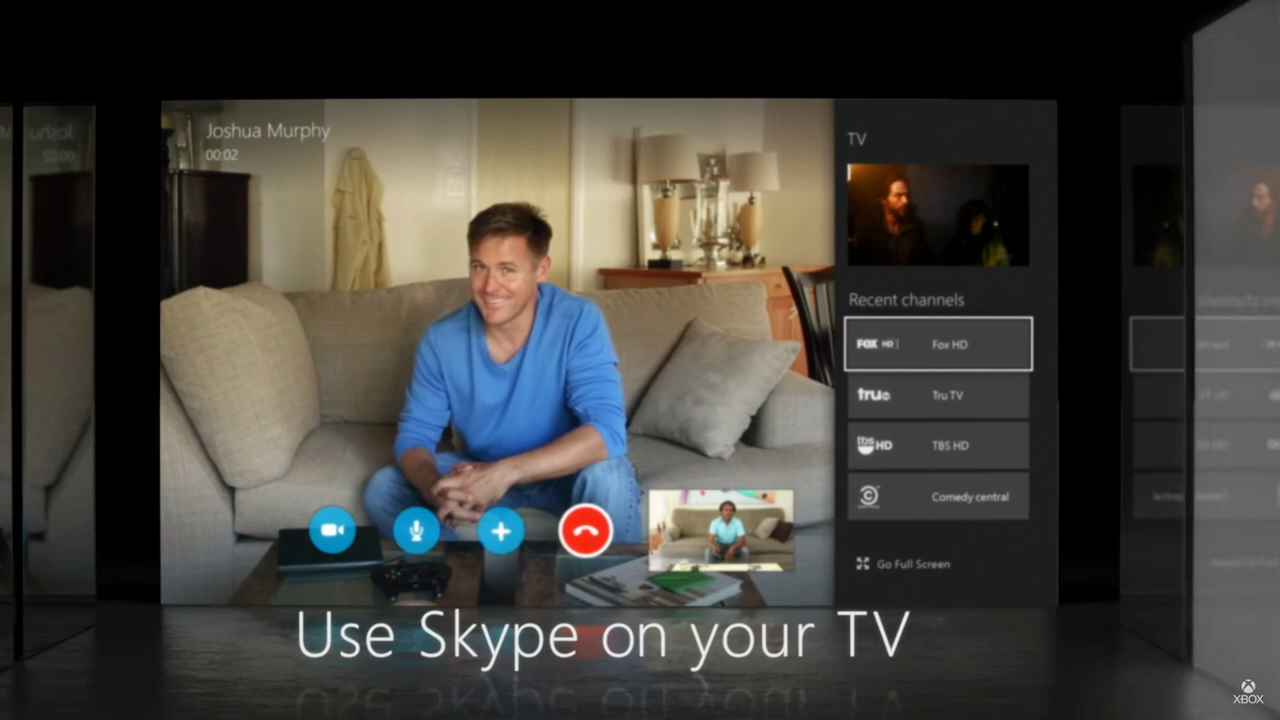 Joshua Murphy
00:02
TV
Recent channels
FOX HD Fox HD
tru Tru TV
tbs HD TBS HD
Comedy central
Go Full Screen
Use Skype on your TV
XBOX